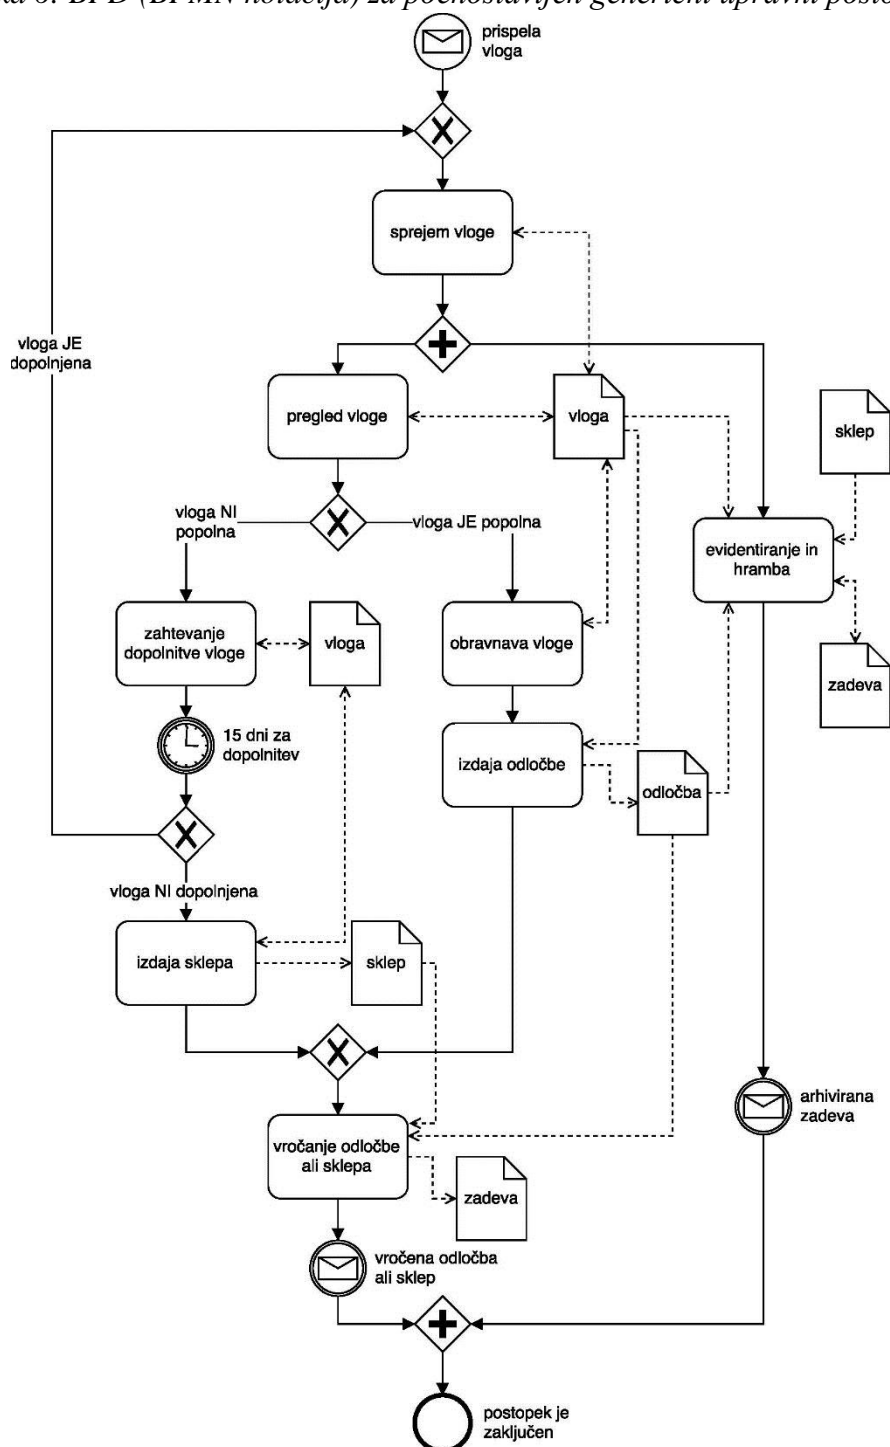 BPD (BPMN notacija) za poenostavljen generični upravni
prispela
vloga
sprejem vloge
vloga JE
dopolnjena
pregled vloge
vloga
sklep
vloga NI
popolna
vloga JE popolna
evidentiranje in
hramba
zahtevanje
dopolnitve vloge
vloga
obravnava vloge
zadeva
15 dni za
dopolnitev
izdaja odločbe
odločba
vloga NI dopolnjena
izdaja sklepa
sklep
arhivirana
zadeva
vročanje odločbe
ali sklepa
zadeva
vročena odločba
ali sklep
postopek je
zaključen